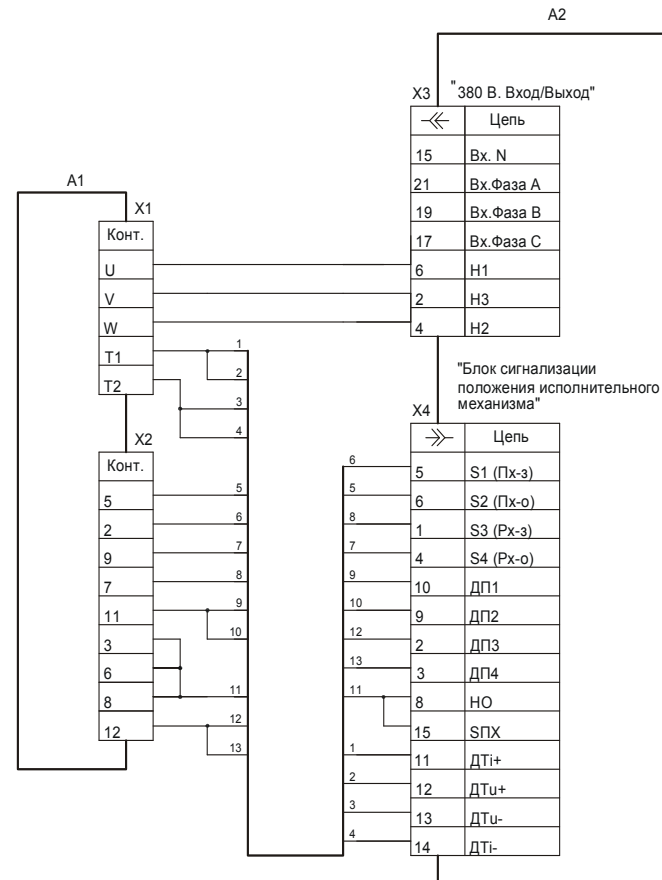 A2
X3
"380 В. Вход/Выход"
Цепь
15 Вх. N
21 Вх.Фаза А
19 Вх.Фаза В
17 Вх.Фаза С
6 Н1
2 Н3
4 Н2
A1
X1
Конт.
U
V
W
T1
T2
X2
Конт.
5
2
9
7
11
3
6
8
12
1
2
3
4
5
6
7
8
9
10
11
12
13
"Блок сигнализации
положения исполнительного
механизма"
X4
Цепь
6 5 S1 (Пх-з)
5 6 S2 (Пх-о)
8 1 S3 (Рх-з)
7 4 S4 (Рх-о)
9 10 ДП1
10 9 ДП2
12 2 ДП3
13 3 ДП4
11 8 НО
15 SПХ
1 11 ДТi+
2 12 ДТu+
3 13 ДТu-
4 14 ДТi-